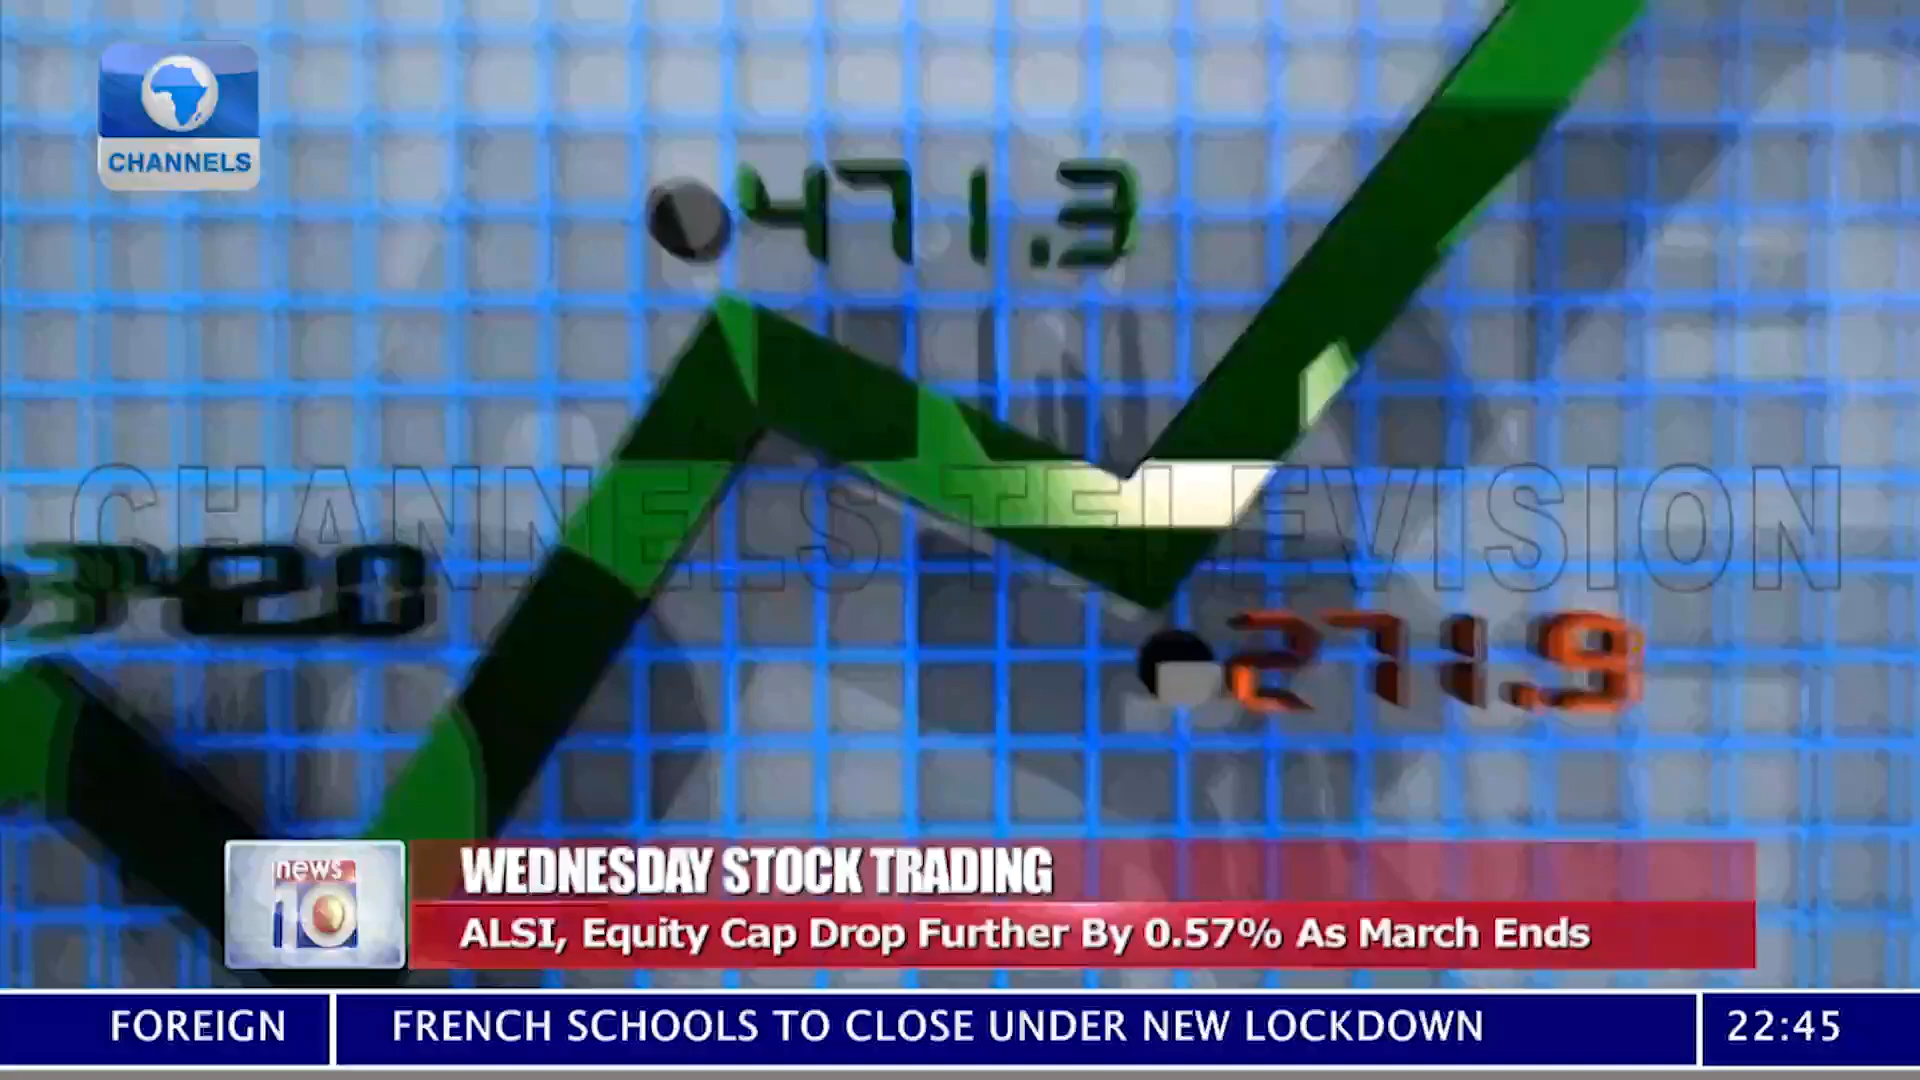 CHANNELS
471.3
CHANNELS TELEVISION
271.9
news
10
WEDNESDAY STOCK TRADING
ALSI, Equity Cap Drop Further By 0.57% As March Ends
FOREIGN
FRENCH SCHOOLS TO CLOSE UNDER NEW LOCKDOWN
22:45